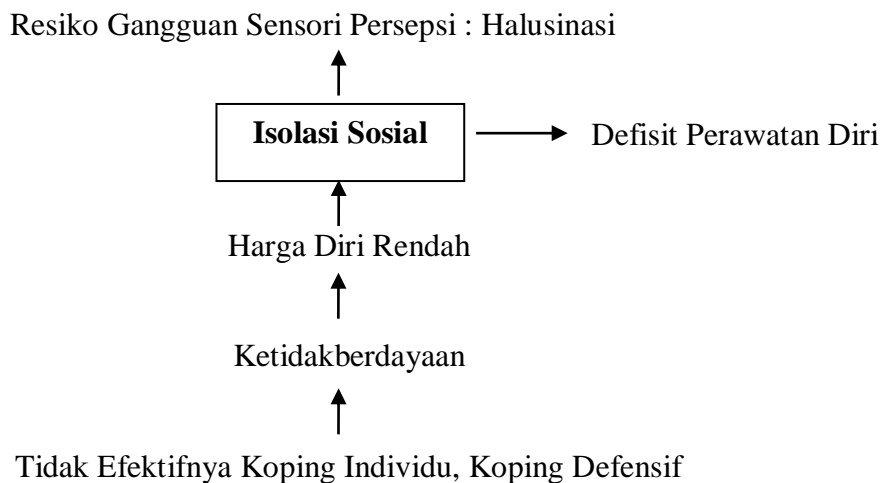 Resiko Gangguan Sensori Persepsi : Halusinasi
Isolasi Sosial
Defisit Perawatan Diri
Harga Diri Rendah
Ketidakberdayaan
Tidak Efektifnya Koping Individu, Koping Defensif